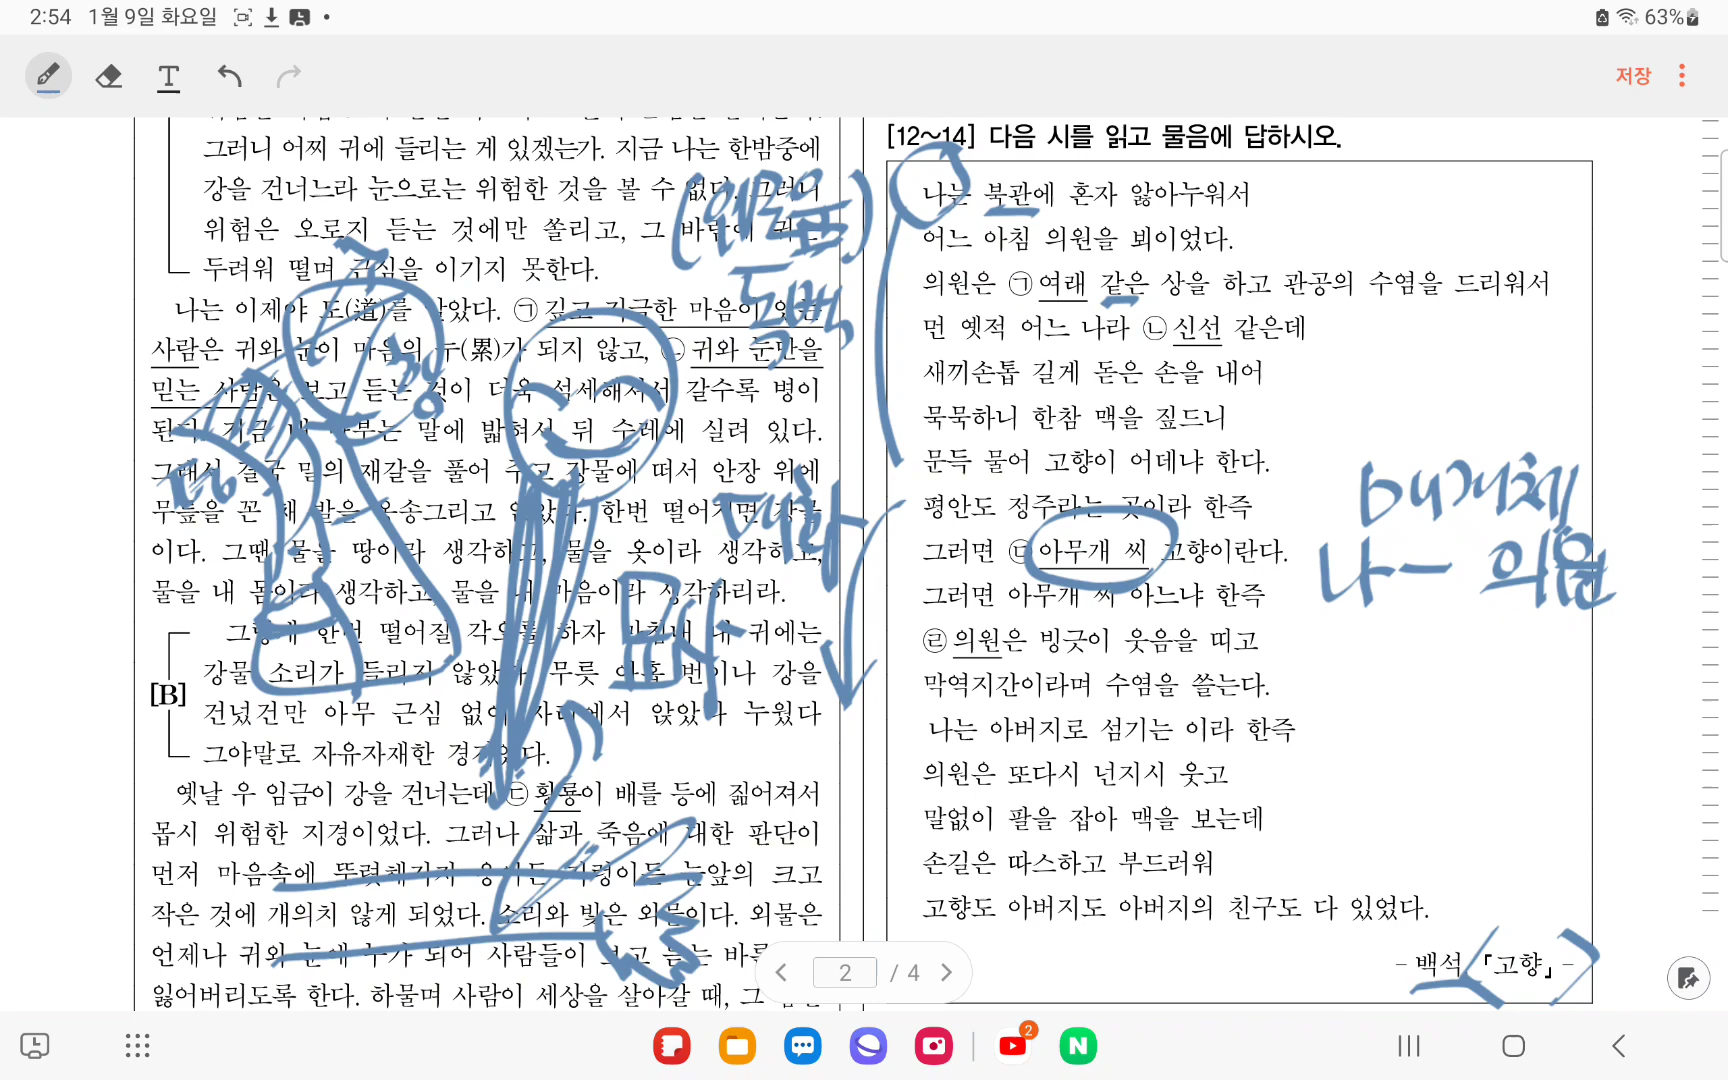 2:54 1월 9일 화요일
63%
저장
그러니 어찌 귀에 들리는 게 있겠는가. 지금 나는 한밤중에
강을 건너느라 눈으로는 위험한 것을 볼 수 없다. 그러니
위험은 오로지 듣는 것에만 쏠리고, 그 바람에 귀는
두려워 떨며 근심을 이기지 못한다.
나는 이제야 도(道)를 알았다. ㉠깊고 지극한 마음이 있는
사람은 귀와 눈이 마음의 누(累)가 되지 않고, ㉡귀와 눈만을
믿는 사람은 보고 듣는 것이 더욱 섬세해져서 갈수록 병이
된다. 지금 내 마부는 말에 밟혀서 뒤 수레에 실려 있다.
그래서 결국 말의 재갈을 풀어 주고 강물에 떠서 안장 위에
무릎을 꼰 채 발을 옹송그리고 앉았다. 한번 떨어지면 강물
이다. 그땐 물을 땅이라 생각하고, 물을 옷이라 생각하고,
물을 내 몸이라 생각하고, 물을 내 마음이라 생각하리라.
그렇게 한번 떨어질 각오를 하자 마침내 내 귀에는
강물 소리가 들리지 않았다. 무릇 아홉 번이나 강을
[B]
건넜건만 아무 근심 없이 자리에서 앉았다 누웠다
그야말로 자유자재한 경지였다.
옛날 우 임금이 강을 건너는데 ㉢황룡이 배를 등에 짊어져서
몹시 위험한 지경이었다. 그러나 삶과 죽음에 대한 판단이
먼저 마음속에 뚜렷해지자 용이든 지렁이든 눈앞의 크고
작은 것에 개의치 않게 되었다. 소리와 빛은 외물이다. 외물은
언제나 귀와 눈에 누가 되어 사람들이 보고 듣는 바른
잃어버리도록 한다. 하물며 사람이 세상을 살아갈 때, 그
독백
대화
묘사
[12~14] 다음 시를 읽고 물음에 답하시오.
나는 북관에 혼자 앓아누워서
어느 아침 의원을 뵈이었다.
의원은 ㉠여래 같은 상을 하고 관공의 수염을 드리워서
먼 옛적 어느 나라 ㉡신선 같은데
새끼손톱 길게 돋은 손을 내어
묵묵하니 한참 맥을 짚드니
문득 물어 고향이 어데냐 한다.
평안도 정주라는 곳이라 한즉
그러면 ㉢아무개 씨 고향이란다.
그러면 아무개 씨 아느냐 한즉
㉣의원은 빙긋이 웃음을 띠고
막역지간이라며 수염을 쓸는다.
나는 아버지로 섬기는 이라 한즉
의원은 또다시 넌지시 웃고
말없이 팔을 잡아 맥을 보는데
손길은 따스하고 부드러워
고향도 아버지도 아버지의 친구도 다 있었다.
- 백석, 「고향」 -
매개체
나ー 의원
2 / 4
2
N